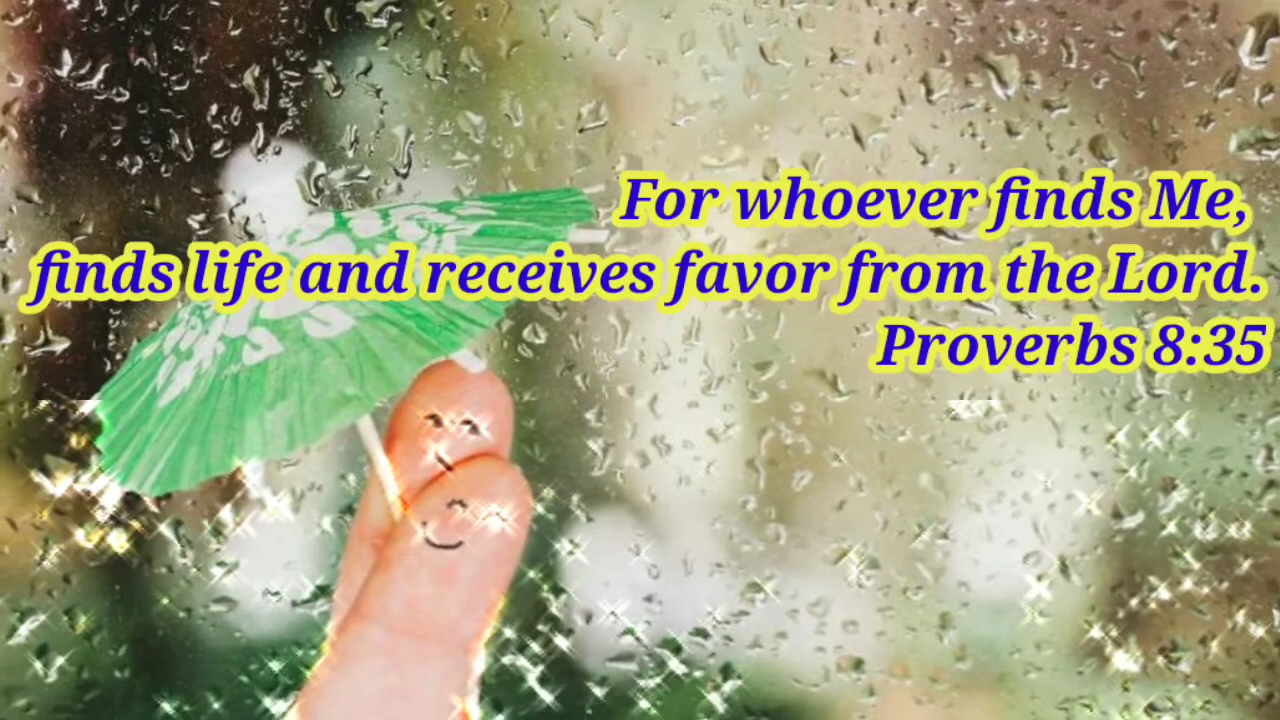 For whoever finds Me,
finds life and receives favor from the Lord.
Proverbs 8:35